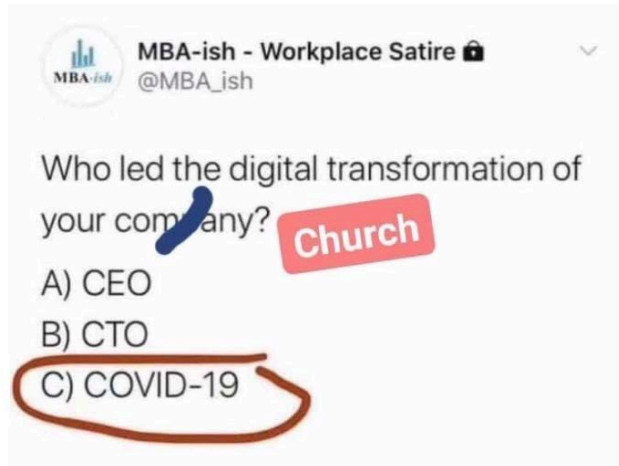 MBA-ish - Workplace Satire
MBA-ish
@MBA_ish
Who led the digital transformation of
your company?
Church
A) CEO
B) CTO
C) COVID-19